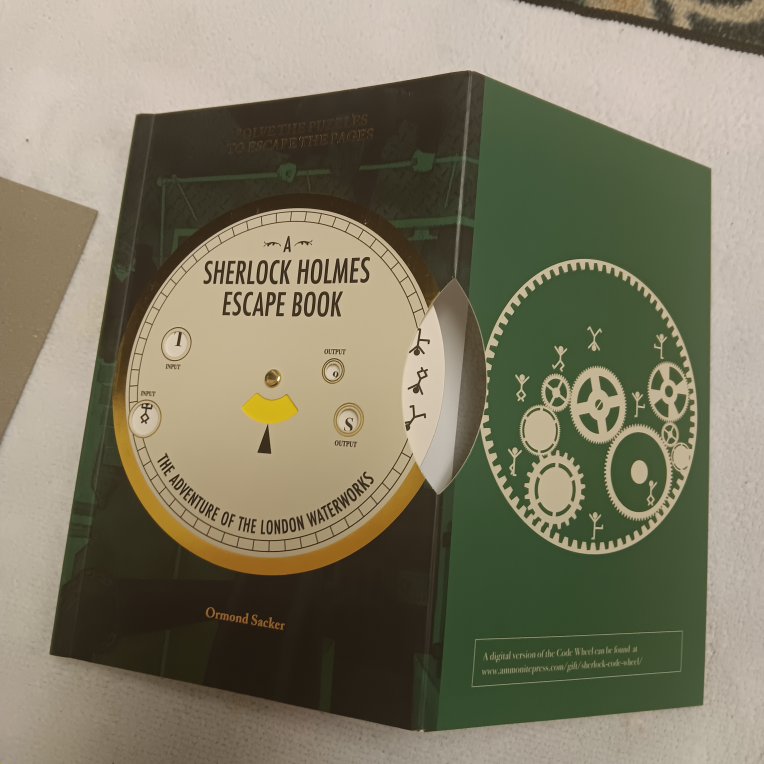 SOLVE THE PUZZLES
TO ESCAPE THE PAGES
A
SHERLOCK HOLMES
ESCAPE BOOK
INPUT
OUTPUT
INPUT
S
OUTPUT
THE ADVENTURE OF THE LONDON WATERWORKS
Ormond Sacker
A digital version of the Code Wheel can be found at
www.ammonitepress.com/gift/sherlock-code-wheel/